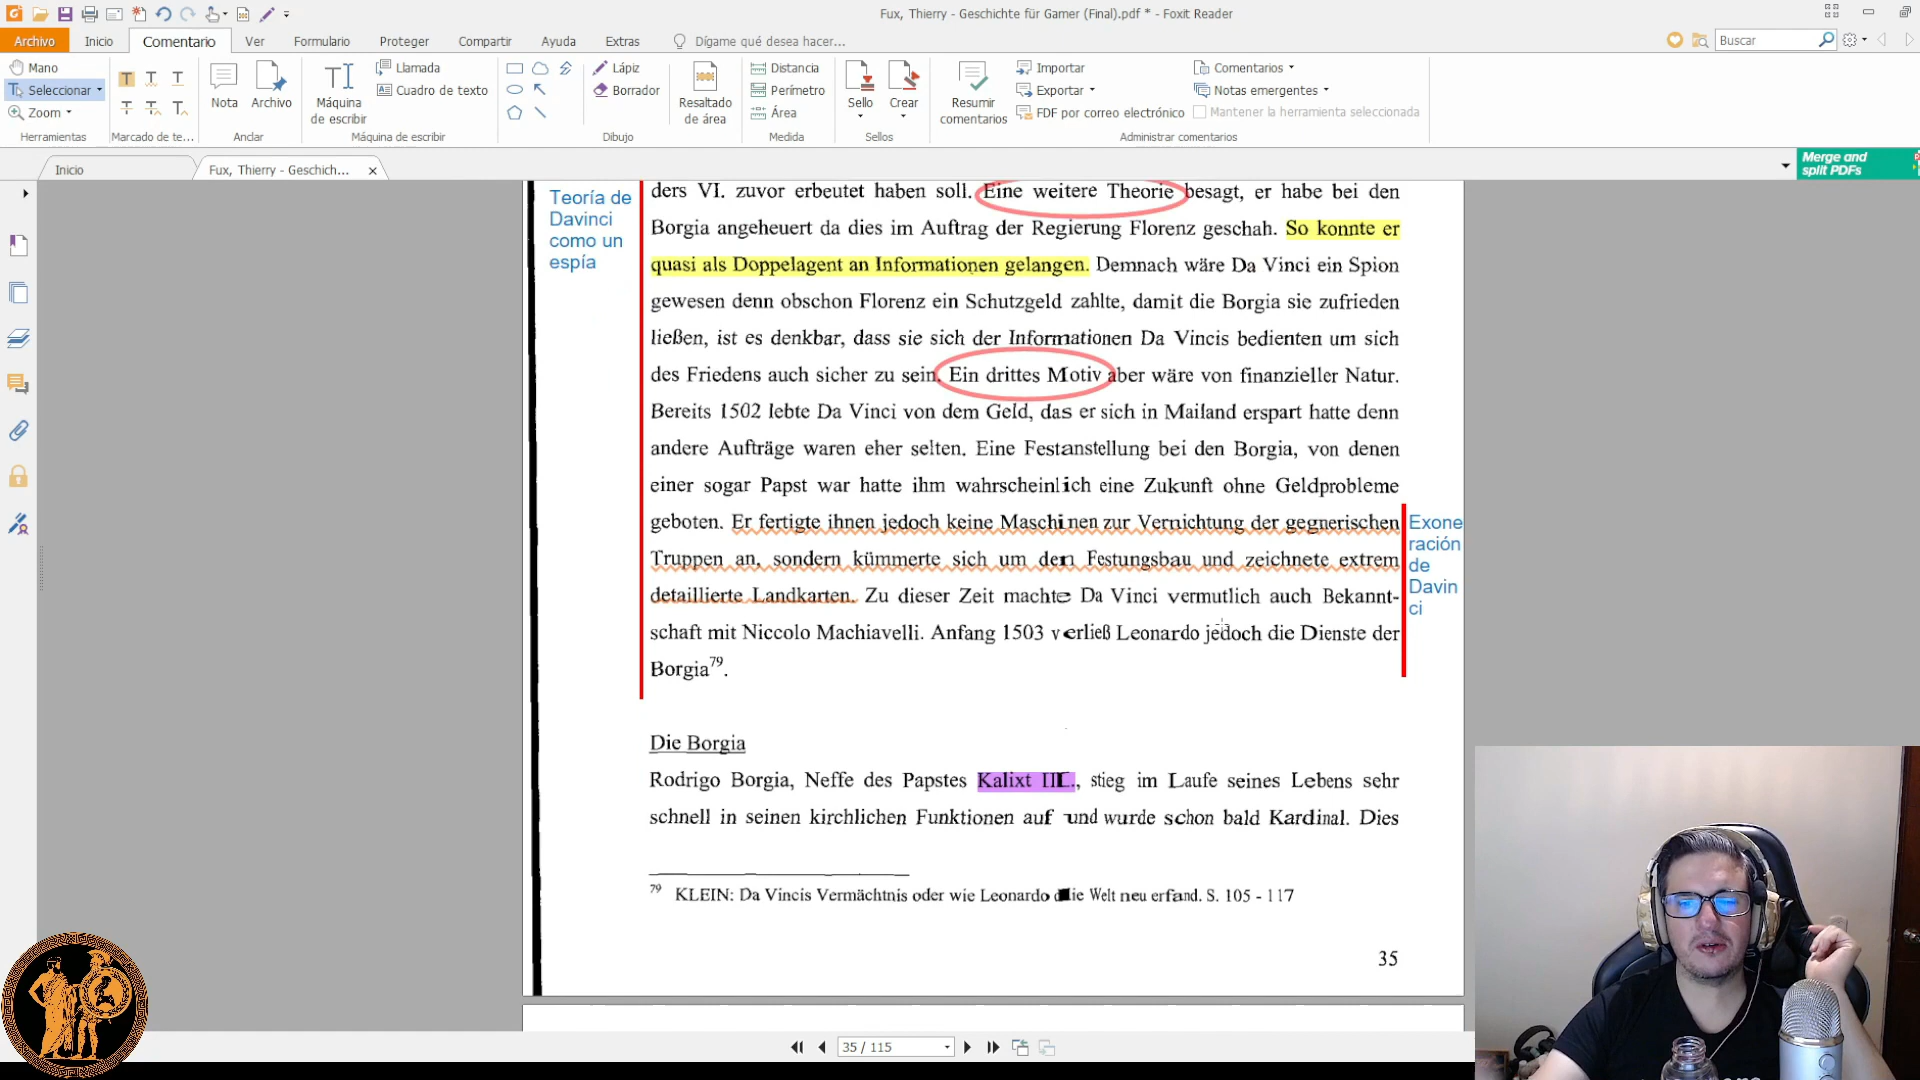 Fux, Thierry - Geschichte für Gamer (Final).pdf * - Foxit Reader
Archivo Inicio Comentario Ver Formulario Proteger Compartir Ayuda Extras Dígame qué desea hacer... Buscar
Mano
Seleccionar
Zoom
Herramientas
Marcado de te...
Nota
Archivo
Anclar
Máquina
de escribir
Llamada
Cuadro de texto
Máquina de escribir
Lápiz
Borrador
Dibujo
Resaltado
de área
Distancia
Perímetro
Área
Medida
Sello
Crear
Sellos
Resumir
comentarios
Importar
Exportar
FDF por correo electrónico
Comentarios
Notas emergentes
Mantener la herramienta seleccionada
Administrar comentarios
Inicio
Fux, Thierry - Geschich...
Merge and
split PDFs
Teoría de
Davinci
como un
espía
ders VI. zuvor erbeutet haben soll. Eine weitere Theorie besagt, er habe bei den
Borgia angeheuert da dies im Auftrag der Regierung Florenz geschah. So konnte er
quasi als Doppelagent an Informationen gelangen. Demnach wäre Da Vinci ein Spion
gewesen denn obschon Florenz ein Schutzgeld zahlte, damit die Borgia sie zufrieden
ließen, ist es denkbar, dass sie sich der Informationen Da Vincis bedienten um sich
des Friedens auch sicher zu sein. Ein drittes Motiv aber wäre von finanzieller Natur.
Bereits 1502 lebte Da Vinci von dem Geld, das er sich in Mailand erspart hatte denn
andere Aufträge waren eher selten. Eine Festanstellung bei den Borgia, von denen
einer sogar Papst war hatte ihm wahrscheinlich eine Zukunft ohne Geldprobleme
geboten. Er fertigte ihnen jedoch keine Maschinen zur Vernichtung der gegnerischen
Truppen an, sondern kümmerte sich um den Festungsbau und zeichnete extrem
detaillierte Landkarten. Zu dieser Zeit machte Da Vinci vermutlich auch Bekannt-
schaft mit Niccolo Machiavelli. Anfang 1503 verließ Leonardo jedoch die Dienste der
Borgia79.
Exone
ración
de
Davin
ci
Die Borgia
Rodrigo Borgia, Neffe des Papstes Kalixt III., stieg im Laufe seines Lebens sehr
schnell in seinen kirchlichen Funktionen auf und wurde schon bald Kardinal. Dies
79 KLEIN: Da Vincis Vermächtnis oder wie Leonardo die Welt neu erfand. S. 105 - 117
35
35 / 115